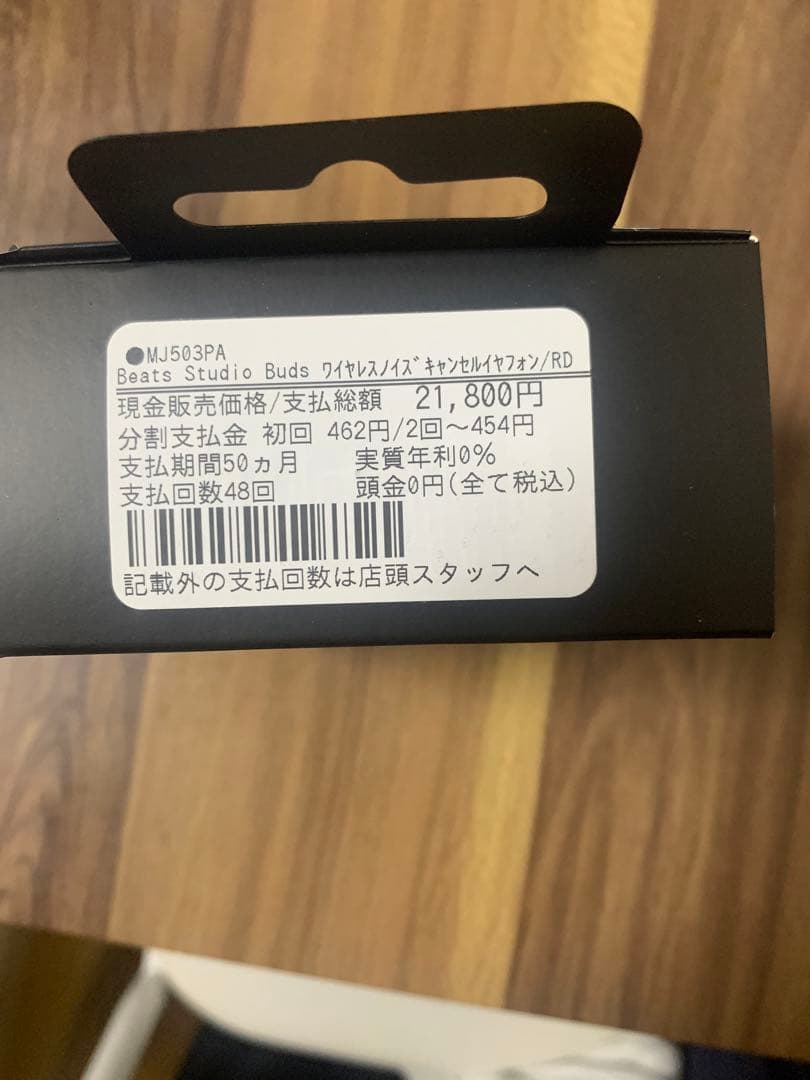 ●MJ503PA
Beats Studio Buds ﾜｲﾔﾚｽﾉｲｽﾞｷｬﾝｾﾙｲﾔﾌｫﾝ/RD
現金販売価格/支払総額 21,800円
分割支払金 初回 462円/2回～454円
支払期間50ヵ月 実質年利0%
支払回数48回 頭金0円(全て税込)
記載外の支払回数は店頭スタッフへ